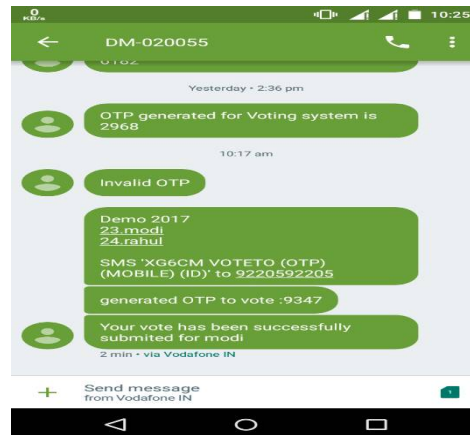 0
KB/s
10:25
DM-020055
0182
Yesterday • 2:36 pm
OTP generated for Voting system is
2968
10:17 am
Invalid OTP
Demo 2017
23.modi
24.rahul
SMS 'XG6CM VOTETO (OTP)
(MOBILE) (ID)' to 9220592205
generated OTP to vote :9347
Your vote has been successfully
submited for modi
2 min • via Vodafone IN
Send message
from Vodafone IN
1